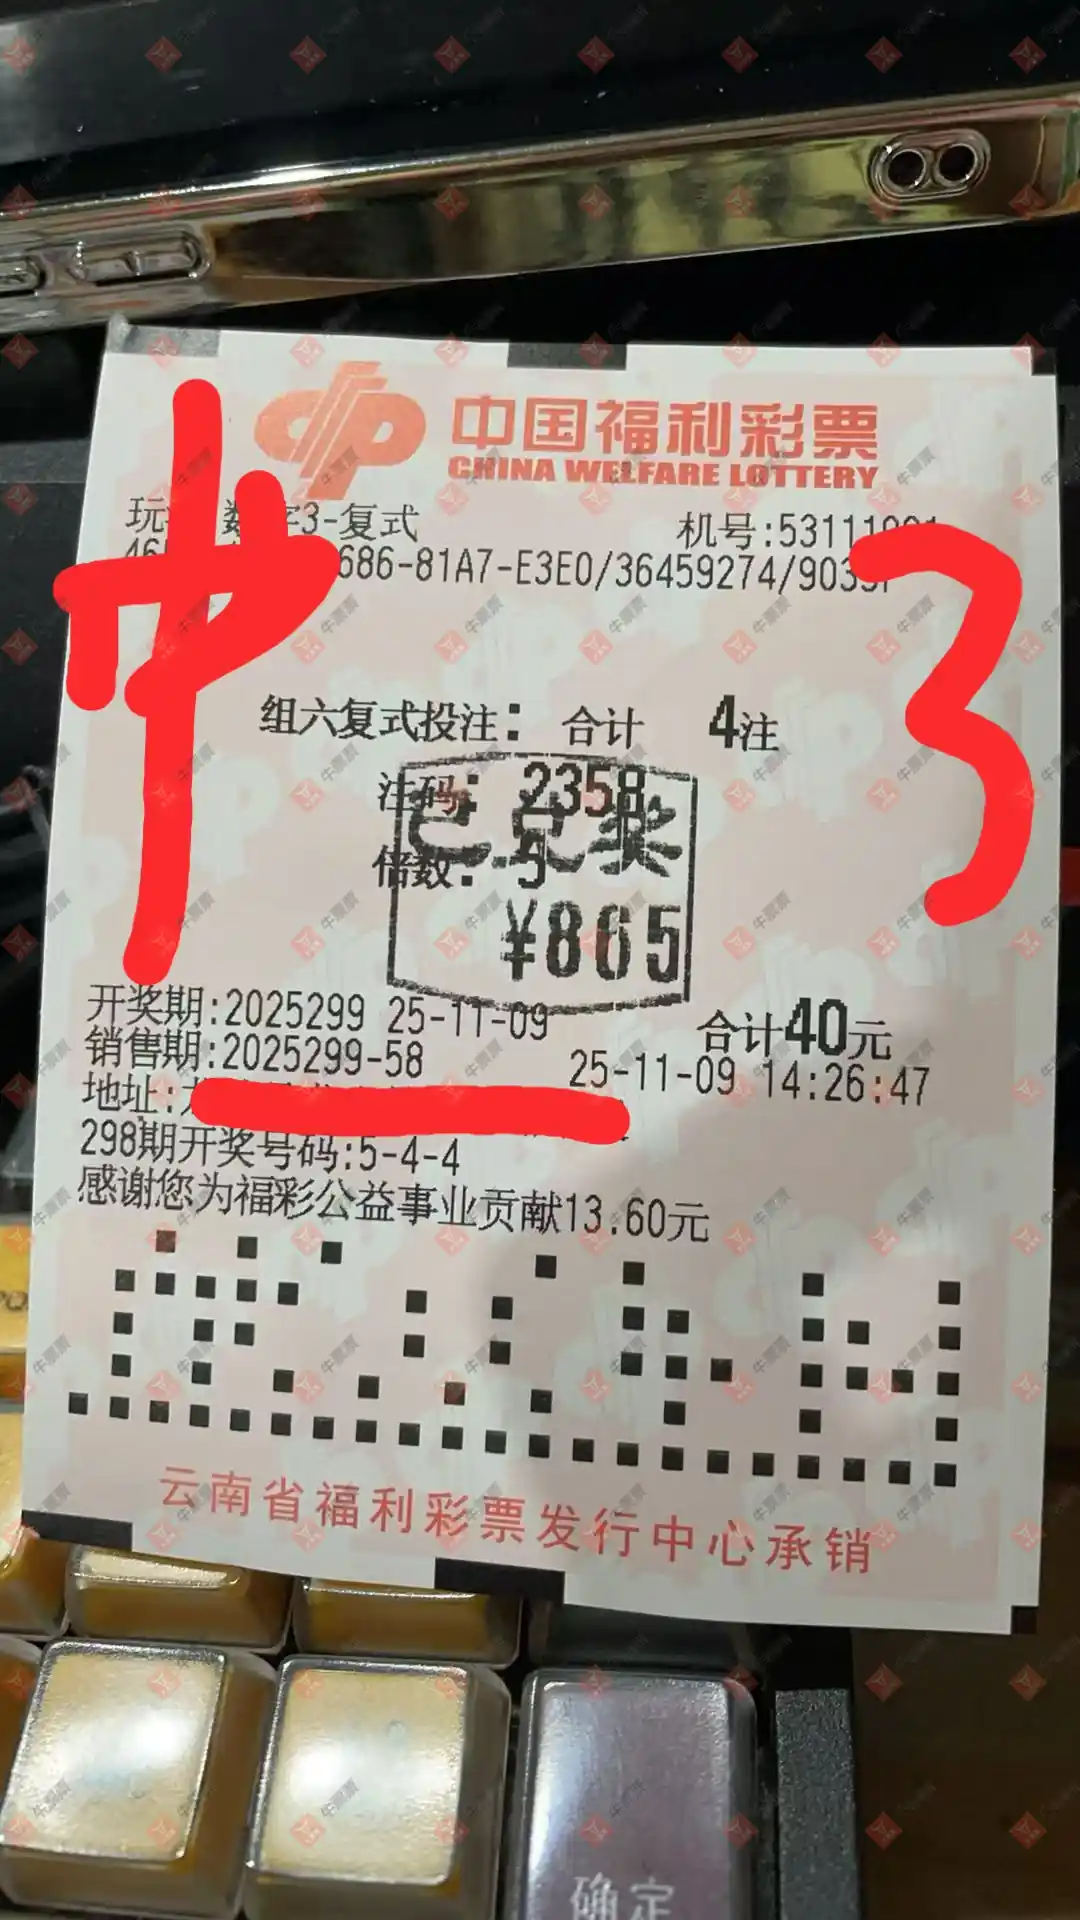 中国福利彩票
CHINA WELFARE LOTTERY
数字3-复式
机号:53111001
686-81A7-E3E0/36459274/9033F
中
3
组六复式投注: 合计 4注
注码: 2358
倍数: 5
已兑奖
¥865
开奖期:2025299 25-11-09
合计40元
销售期:2025299-58
25-11-09 14:26:47
地址:
298期开奖号码:5-4-4
感谢您为福彩公益事业贡献13.60元
云南省福利彩票发行中心承销
确定
牛票票